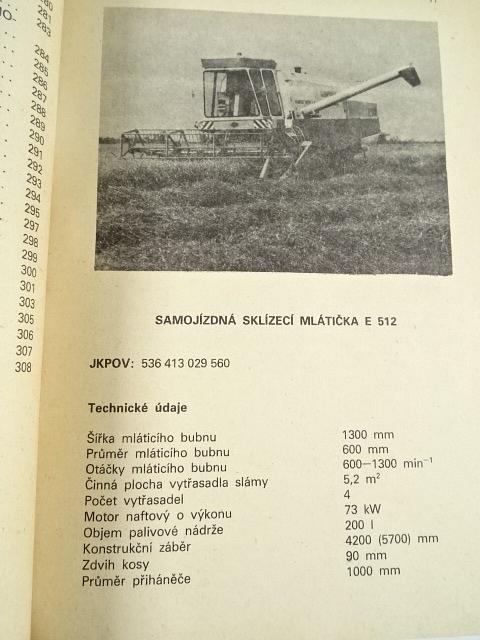 280
281
283
284
285
286
287
288
289
290
291
292
293
294
295
297
298
299
300
301
303
305
306
307
308
SAMOJÍZDNÁ SKLÍZECÍ MLÁTIČKA E 512
JKPOV: 536 413 029 560
Technické údaje
Šířka mláticího bubnu 1300 mm
Průměr mláticího bubnu 600 mm
Otáčky mláticího bubnu 600—1300 min⁻¹
Činná plocha vytřasadla slámy 5,2 m²
Počet vytřasadel 4
Motor naftový o výkonu 73 kW
Objem palivové nádrže 200 l
Konstrukční záběr 4200 (5700) mm
Zdvih kosy 90 mm
Průměr přiháněče 1000 mm